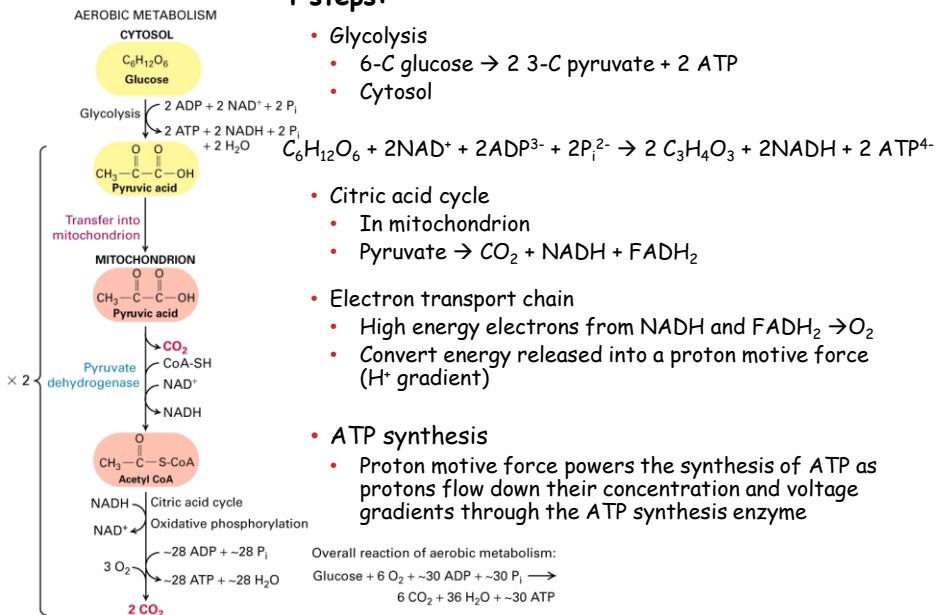 AEROBIC METABOLISM
CYTOSOL
C₆H₁₂O₆
Glucose
Glycolysis
2 ADP + 2 NAD⁺ + 2 Pᵢ
2 ATP + 2 NADH + 2 Pᵢ
+ 2 H₂O
O O
CH₃—C—C—OH
Pyruvic acid
Transfer into
mitochondrion
MITOCHONDRION
O O
CH₃—C—C—OH
Pyruvic acid
× 2
CO₂
Pyruvate
dehydrogenase
CoA-SH
NAD⁺
NADH
O
CH₃—C—S-CoA
Acetyl CoA
NADH
NAD⁺
Citric acid cycle
Oxidative phosphorylation
3 O₂
~28 ADP + ~28 Pᵢ
~28 ATP + ~28 H₂O
2 CO₂
steps:
• Glycolysis
• 6-C glucose → 2 3-C pyruvate + 2 ATP
• Cytosol
C₆H₁₂O₆ + 2NAD⁺ + 2ADP³⁻ + 2Pᵢ²⁻ → 2 C₃H₄O₃ + 2NADH + 2 ATP⁴⁻
• Citric acid cycle
• In mitochondrion
• Pyruvate → CO₂ + NADH + FADH₂
• Electron transport chain
• High energy electrons from NADH and FADH₂ →O₂
• Convert energy released into a proton motive force
(H⁺ gradient)
• ATP synthesis
• Proton motive force powers the synthesis of ATP as
protons flow down their concentration and voltage
gradients through the ATP synthesis enzyme
Overall reaction of aerobic metabolism:
Glucose + 6 O₂ + ~30 ADP + ~30 Pᵢ ⟶
6 CO₂ + 36 H₂O + ~30 ATP